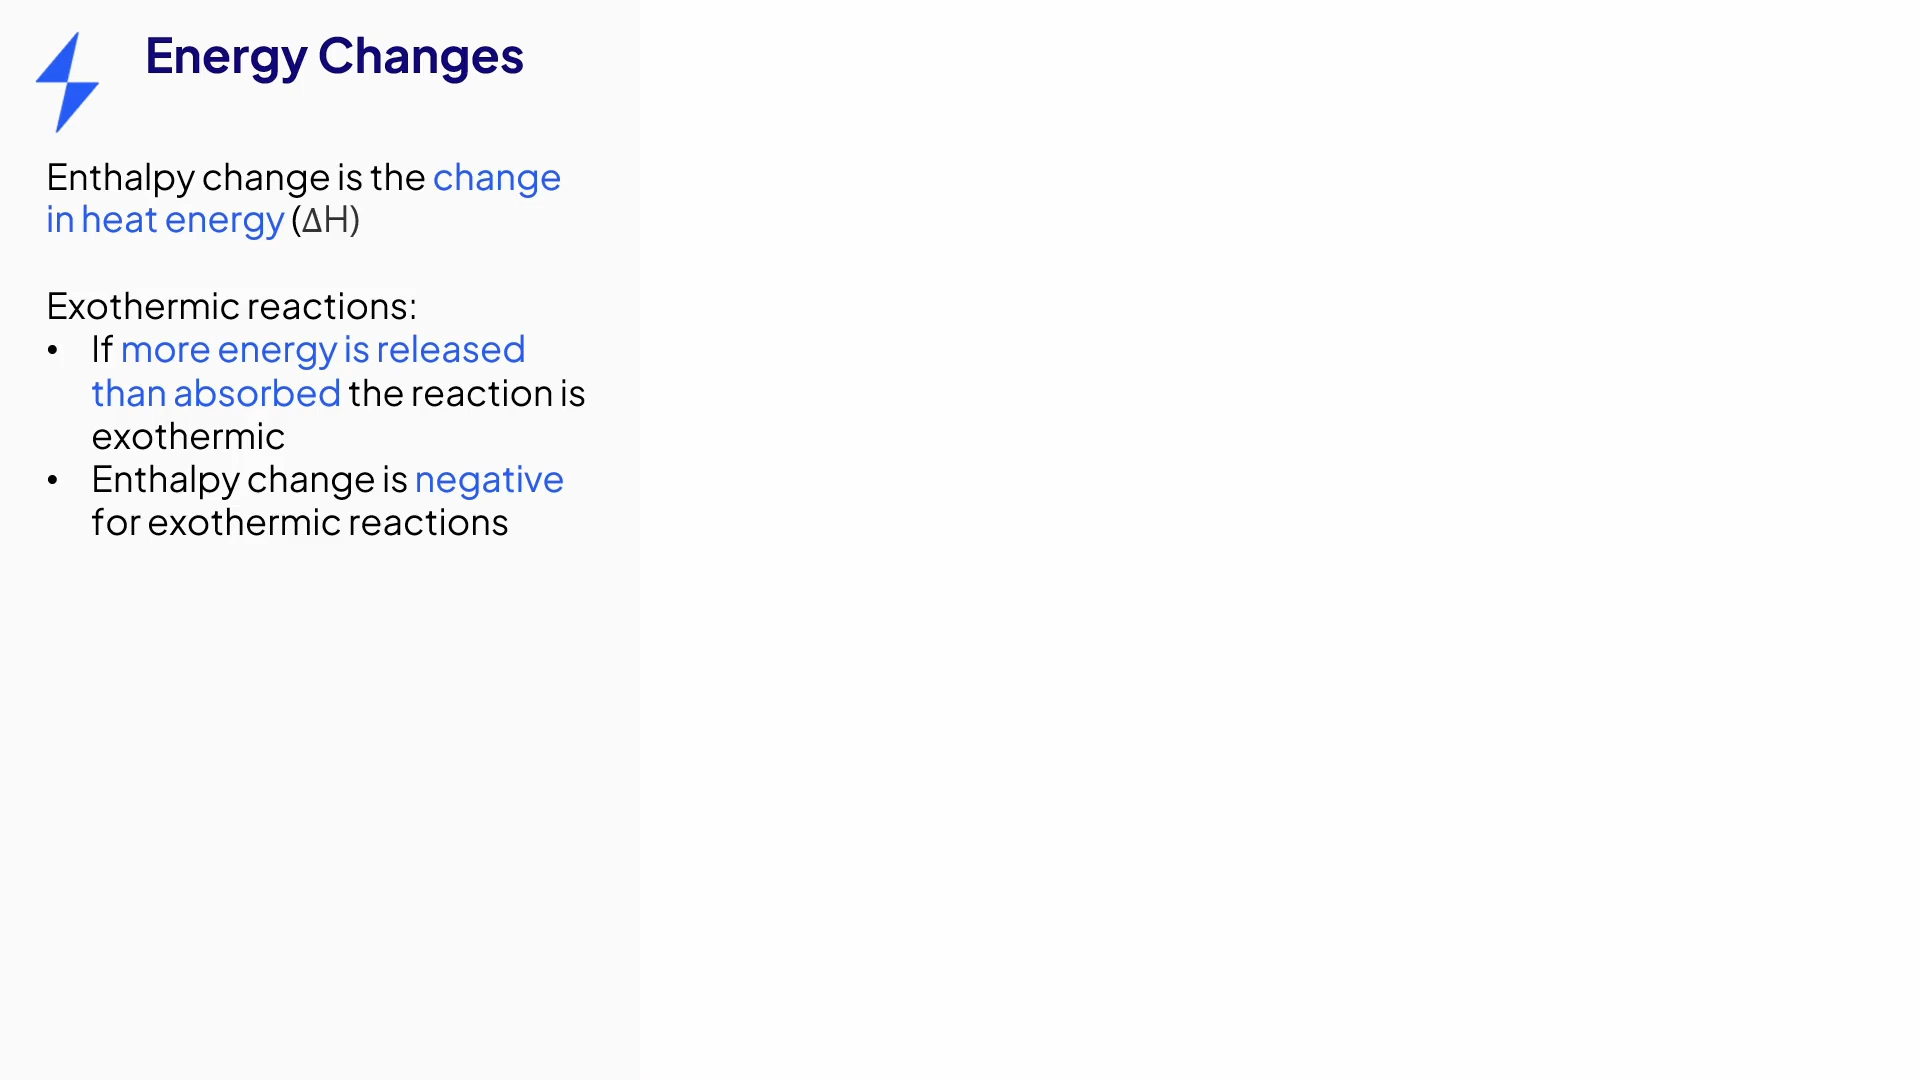 Energy Changes
Enthalpy change is the change
in heat energy (ΔH)
Exothermic reactions:
• If more energy is released
than absorbed the reaction is
exothermic
• Enthalpy change is negative
for exothermic reactions